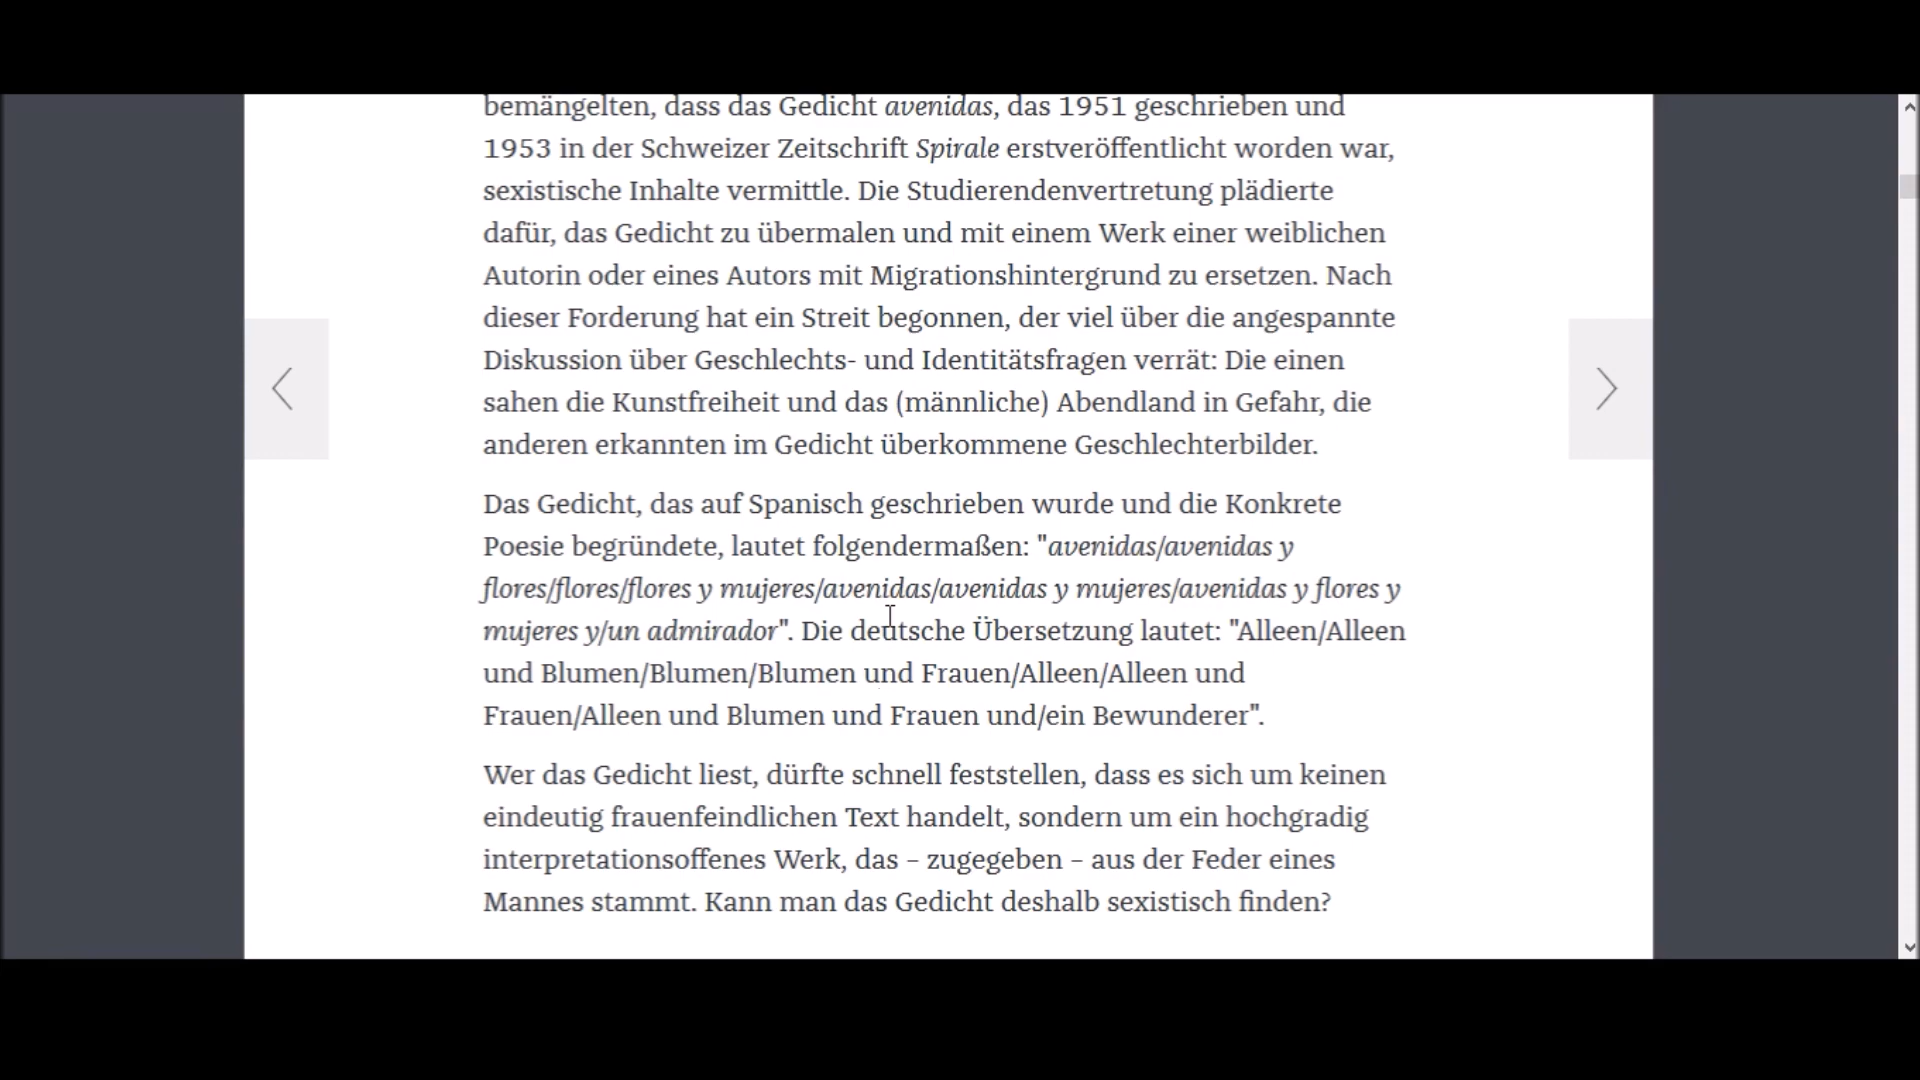 bemängelten, dass das Gedicht avenidas, das 1951 geschrieben und
1953 in der Schweizer Zeitschrift Spirale erstveröffentlicht worden war,
sexistische Inhalte vermittle. Die Studierendenvertretung plädierte
dafür, das Gedicht zu übermalen und mit einem Werk einer weiblichen
Autorin oder eines Autors mit Migrationshintergrund zu ersetzen. Nach
dieser Forderung hat ein Streit begonnen, der viel über die angespannte
Diskussion über Geschlechts- und Identitätsfragen verrät: Die einen
sahen die Kunstfreiheit und das (männliche) Abendland in Gefahr, die
anderen erkannten im Gedicht überkommene Geschlechterbilder.
Das Gedicht, das auf Spanisch geschrieben wurde und die Konkrete
Poesie begründete, lautet folgendermaßen: "avenidas/avenidas y
flores/flores/flores y mujeres/avenidas/avenidas y mujeres/avenidas y flores y
mujeres y/un admirador". Die deutsche Übersetzung lautet: "Alleen/Alleen
und Blumen/Blumen/Blumen und Frauen/Alleen/Alleen und
Frauen/Alleen und Blumen und Frauen und/ein Bewunderer".
Wer das Gedicht liest, dürfte schnell feststellen, dass es sich um keinen
eindeutig frauenfeindlichen Text handelt, sondern um ein hochgradig
interpretationsoffenes Werk, das – zugegeben – aus der Feder eines
Mannes stammt. Kann man das Gedicht deshalb sexistisch finden?